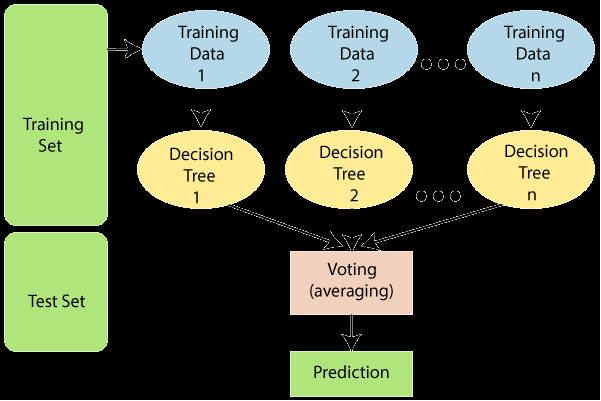 Training
Set
Training
Data
1
Training
Data
2
Training
Data
n
Decision
Tree
1
Decision
Tree
2
Decision
Tree
n
Test Set
Voting
(averaging)
Prediction